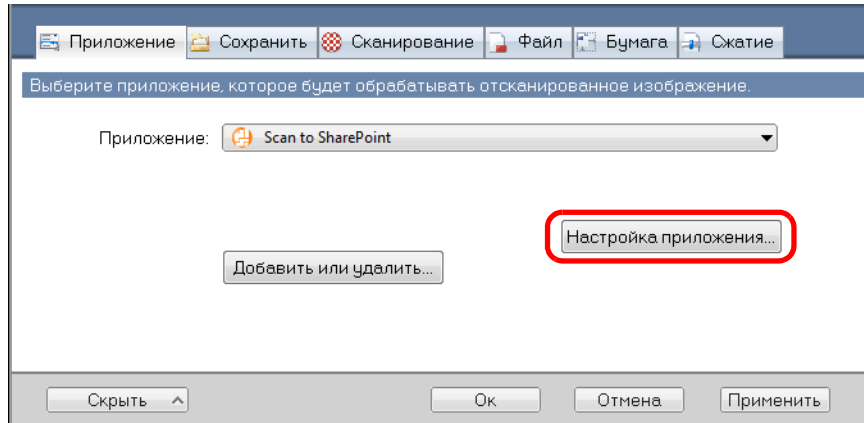 Приложение Сохранить Сканирование Файл Бумага Сжатие
Выберите приложение, которое будет обрабатывать отсканированное изображение.
Приложение: Scan to SharePoint
Настройка приложения...
Добавить или удалить...
Скрыть Ок Отмена Применить